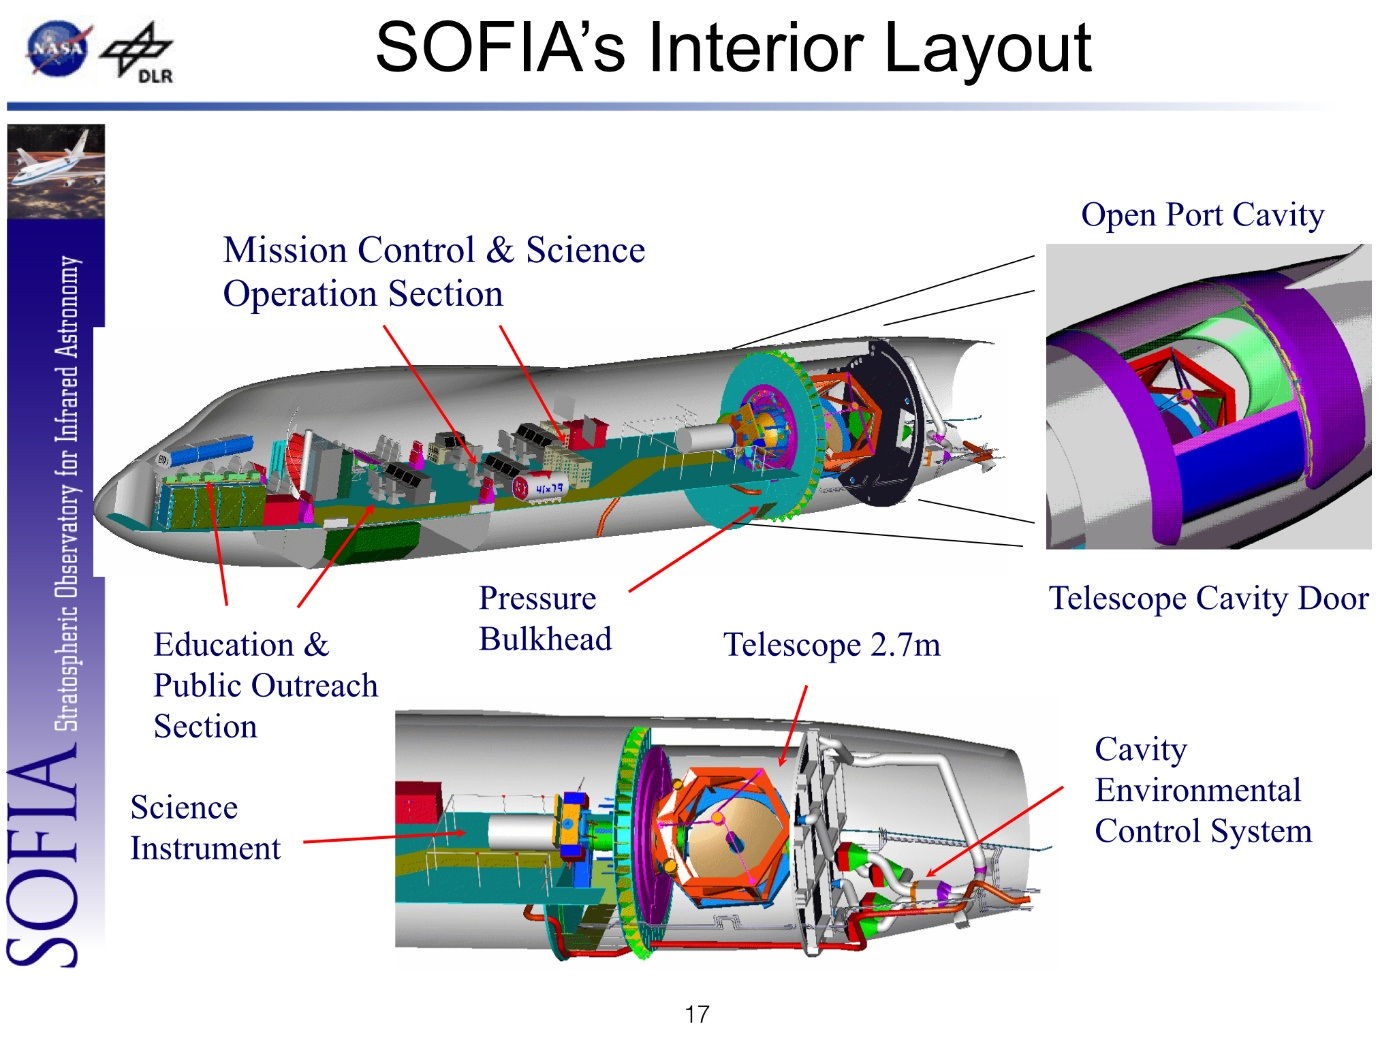 NASA
DLR
SOFIA’s Interior Layout
SOFIA Stratospheric Observatory for Infrared Astronomy
Open Port Cavity
Mission Control & Science
Operation Section
Pressure
Bulkhead
Telescope Cavity Door
Education &
Public Outreach
Section
Telescope 2.7m
Science
Instrument
Cavity
Environmental
Control System
17